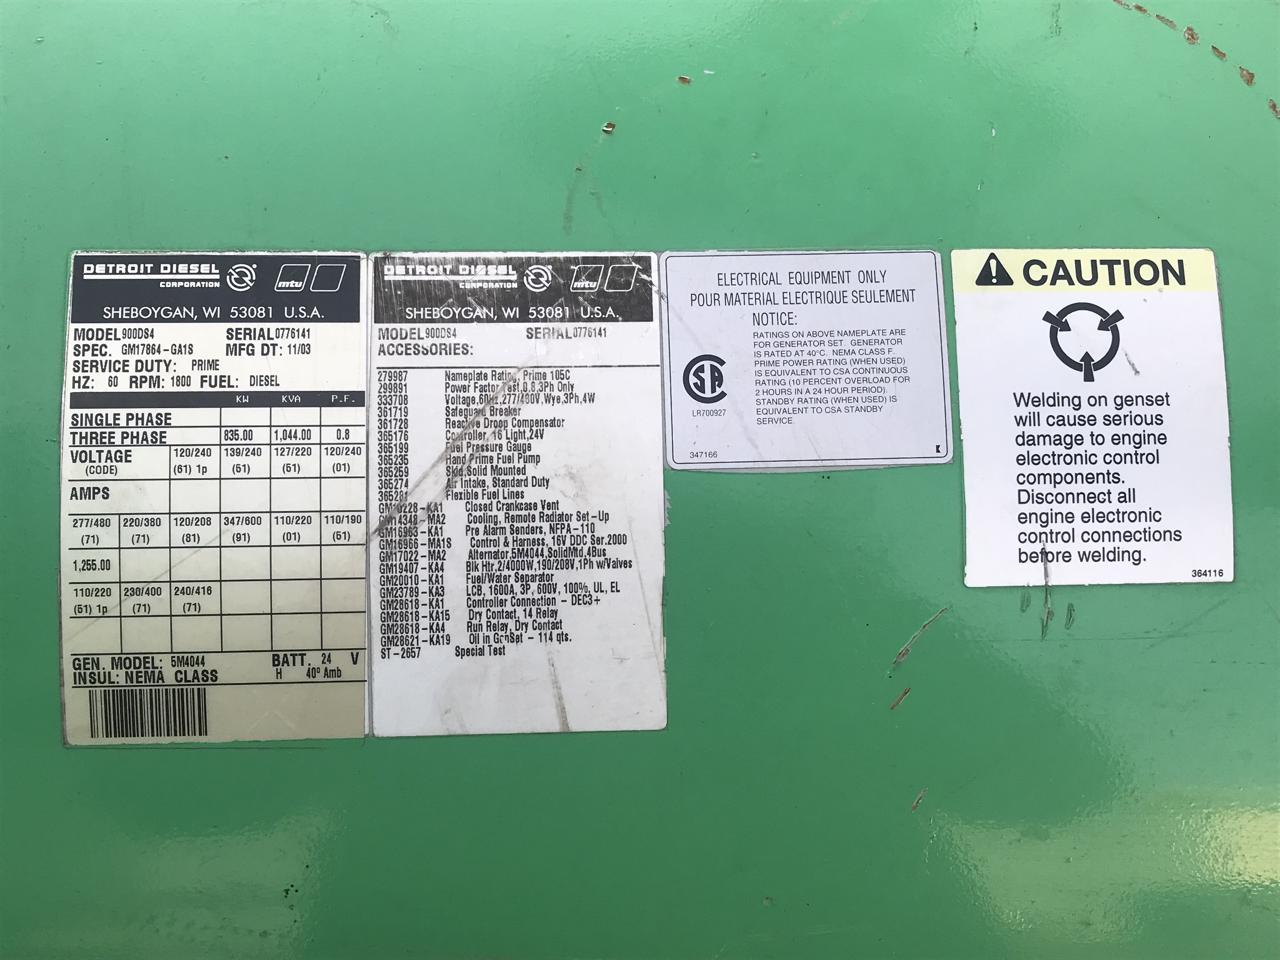 DETROIT DIESEL
CORPORATION
mtu
SHEBOYGAN, WI 53081 U.S.A.
MODEL 900DS4 SERIAL 0776141
SPEC. GM17864-GA1S MFG DT: 11/03
SERVICE DUTY: PRIME
HZ: 60 RPM: 1800 FUEL: DIESEL
KW KVA P.F.
SINGLE PHASE
THREE PHASE 835.00 1,044.00 0.8
VOLTAGE 120/240 139/240 127/220 120/240
(CODE) (61) 1p (51) (51) (01)
AMPS
277/480 220/380 120/208 347/600 110/220 110/190
(71) (71) (81) (91) (01) (51)
1,255.00
110/220 230/400 240/416
(51) 1p (71) (71)
GEN. MODEL: 5M4044 BATT. 24 V
INSUL: NEMA CLASS H 40° Amb
DETROIT DIESEL
CORPORATION
mtu
SHEBOYGAN, WI 53081 U.S.A.
MODEL 900DS4 SERIAL 0776141
ACCESSORIES:
279987 Nameplate Rating, Prime 105C
299891 Power Factor Test,0.8,3Ph Only
333708 Voltage,60Hz,277/480V,Wye,3Ph,4W
361719 Safeguard Breaker
361728 Reactive Droop Compensator
365176 Controller, 16 Light,24V
365199 Fuel Pressure Gauge
365235 Hand Prime Fuel Pump
365259 Skid,Solid Mounted
365274 Air Intake, Standard Duty
365281 Flexible Fuel Lines
GM10228-KA1 Closed Crankcase Vent
GM14348-MA2 Cooling, Remote Radiator Set-Up
GM16963-KA1 Pre Alarm Senders, NFPA-110
GM16966-MA1S Control & Harness, 16V DDC Ser.2000
GM17022-MA2 Alternator,5M4044,SolidMtd,4Bus
GM19407-KA4 Blk Htr,2/4000W,190/208V,1Ph w/Valves
GM20010-KA1 Fuel/Water Separator
GM23789-KA3 LCB, 1600A, 3P, 600V, 100%, UL, EL
GM28618-KA1 Controller Connection - DEC3+
GM28618-KA15 Dry Contact, 14 Relay
GM28618-KA4 Run Relay, Dry Contact
GM28621-KA19 Oil in GenSet - 114 qts.
ST-2657 Special Test
ELECTRICAL EQUIPMENT ONLY
POUR MATERIAL ELECTRIQUE SEULEMENT
NOTICE:
RATINGS ON ABOVE NAMEPLATE ARE
FOR GENERATOR SET. GENERATOR
IS RATED AT 40°C. NEMA CLASS F.
PRIME POWER RATING (WHEN USED)
IS EQUIVALENT TO CSA CONTINUOUS
RATING (10 PERCENT OVERLOAD FOR
2 HOURS IN A 24 HOUR PERIOD).
STANDBY RATING (WHEN USED) IS
EQUIVALENT TO CSA STANDBY
SERVICE.
LR700927
347166 K
CAUTION
Welding on genset
will cause serious
damage to engine
electronic control
components.
Disconnect all
engine electronic
control connections
before welding.
364116